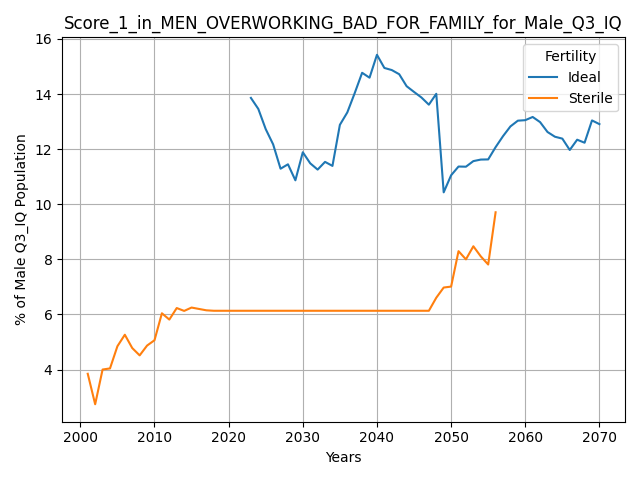 Score_1_in_MEN_OVERWORKING_BAD_FOR_FAMILY_for_Male_Q3_IQ
Fertility
Ideal
Sterile
% of Male Q3_IQ Population
16
14
12
10
8
6
4
2000 2010 2020 2030 2040 2050 2060 2070
Years